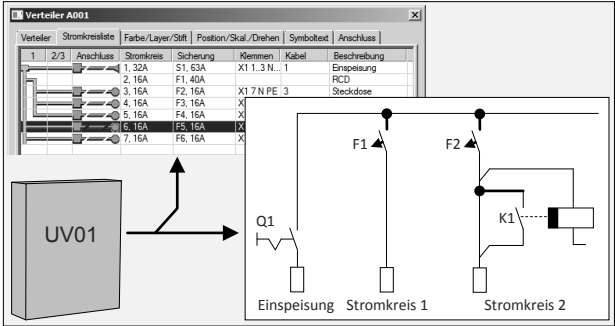 Verteiler A001
Verteiler Stromkreisliste Farbe/Layer/Stift Position/Skal./Drehen Symboltext Anschluss
1 2/3 Anschluss Stromkreis Sicherung Klemmen Kabel Beschreibung
1, 32A S1, 63A X1 1..3 N... 1 Einspeisung
2, 16A F1, 40A RCD
3, 16A F2, 16A X1 7 N PE 3 Steckdose
4, 16A F3, 16A X
5, 16A F4, 16A X
6, 16A F5, 16A X
7, 16A F6, 16A X
UV01
F1
F2
Q1
K1
Einspeisung Stromkreis 1 Stromkreis 2